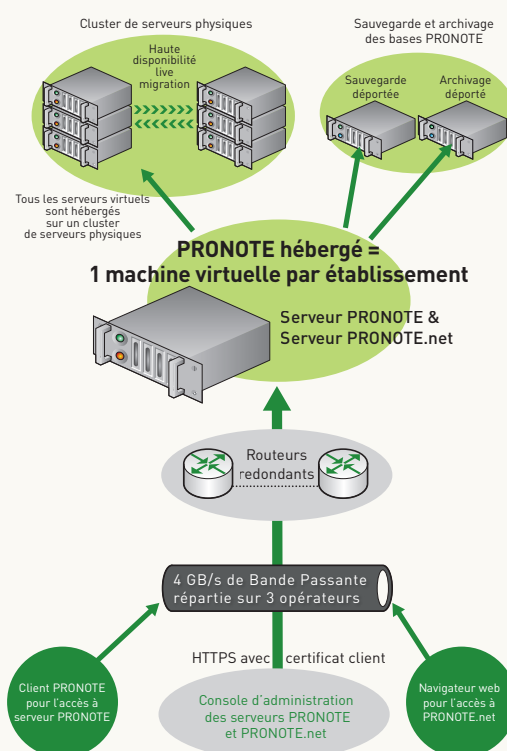 Cluster de serveurs physiques
Haute
disponibilité
live
migration
Sauvegarde et archivage
des bases PRONOTE
Sauvegarde
déportée
Archivage
déporté
Tous les serveurs virtuels
sont hébergés
sur un cluster
de serveurs physiques
PRONOTE hébergé =
1 machine virtuelle par établissement
Serveur PRONOTE &
Serveur PRONOTE.net
Routeurs
redondants
4 GB/s de Bande Passante
répartie sur 3 opérateurs
HTTPS avec certificat client
Client PRONOTE
pour l'accès à
serveur PRONOTE
Console d'administration
des serveurs PRONOTE
et PRONOTE.net
Navigateur web
pour l'accès à
PRONOTE.net